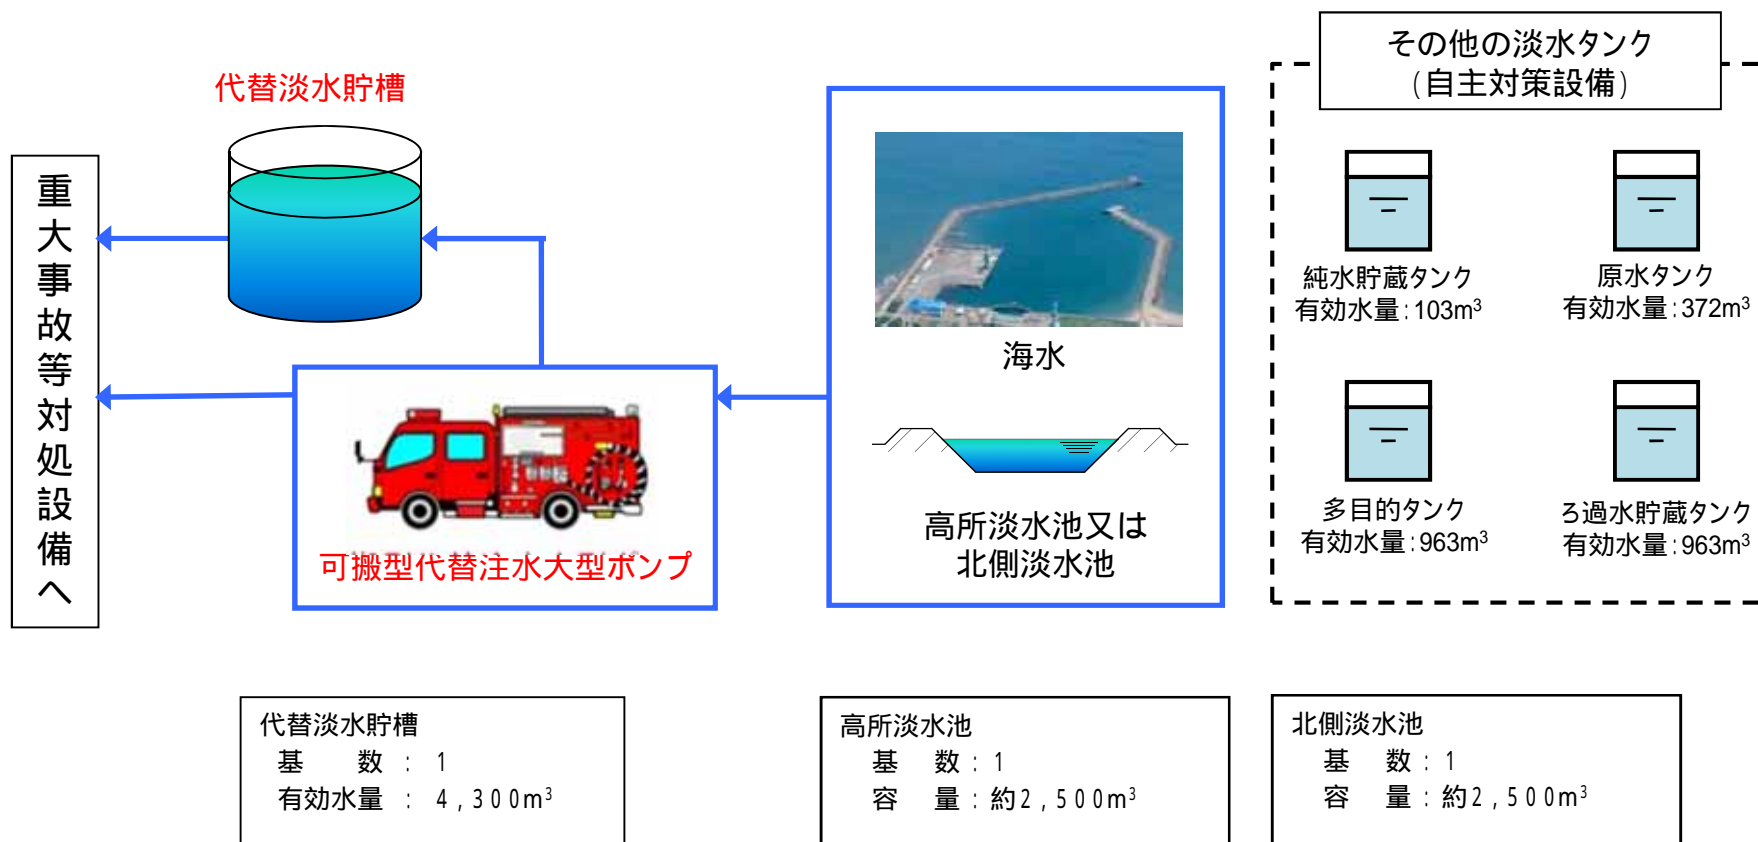 代替淡水貯槽
重大事故等対処設備へ
可搬型代替注水大型ポンプ
海水
高所淡水池又は
北側淡水池
その他の淡水タンク
(自主対策設備)
純水貯蔵タンク
有効水量:103m³
原水タンク
有効水量:372m³
多目的タンク
有効水量:963m³
ろ過水貯蔵タンク
有効水量:963m³
代替淡水貯槽
基　数 : 1
有効水量 : 4,300m³
高所淡水池
基　数 : 1
容　量 : 約2,500m³
北側淡水池
基　数 : 1
容　量 : 約2,500m³